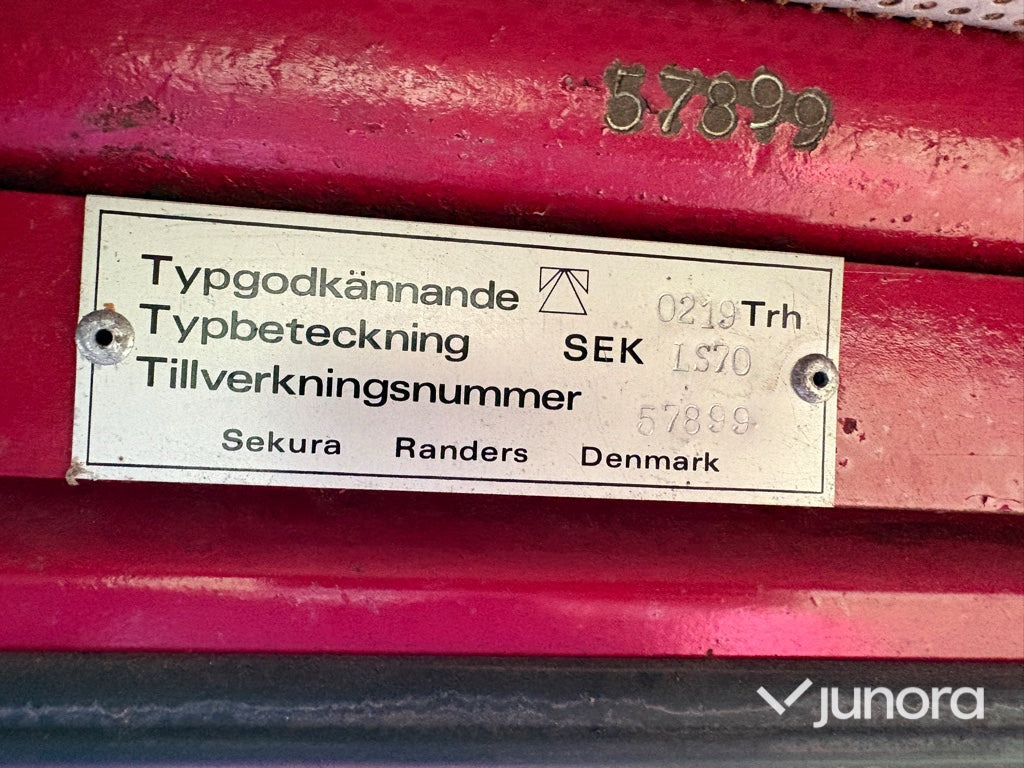 57899
Typgodkännande 0219 Trh
Typbeteckning SEK LS70
Tillverkningsnummer 57899
Sekura Randers Denmark
junora